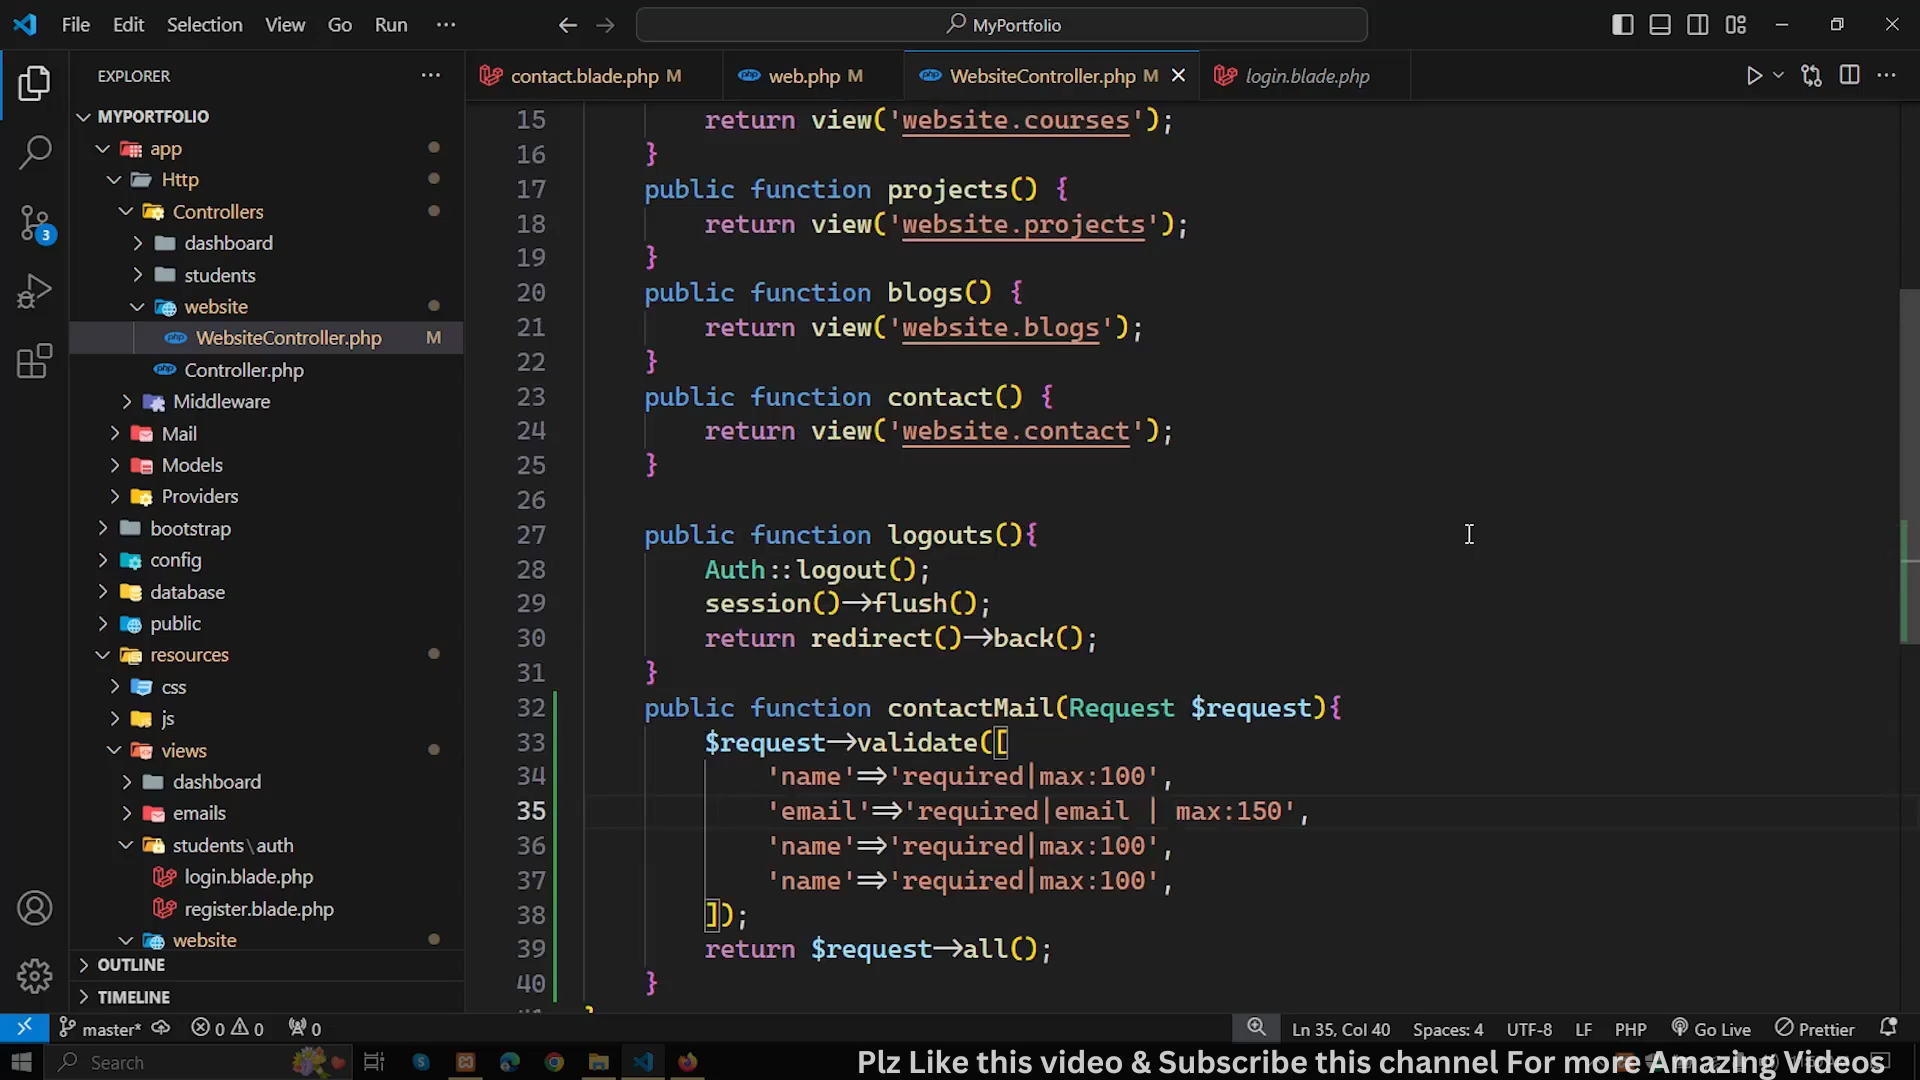 File Edit Selection View Go Run ···
MyPortfolio
EXPLORER ···
contact.blade.php M
web.php M
WebsiteController.php M
login.blade.php
MYPORTFOLIO
app
Http
Controllers
dashboard
students
website
WebsiteController.php M
Controller.php
Middleware
Mail
Models
Providers
bootstrap
config
database
public
resources
css
js
views
dashboard
emails
students\auth
login.blade.php
register.blade.php
website
OUTLINE
TIMELINE
3
15 return view('website.courses');
16 }
17 public function projects() {
18 return view('website.projects');
19 }
20 public function blogs() {
21 return view('website.blogs');
22 }
23 public function contact() {
24 return view('website.contact');
25 }
26
27 public function logouts(){
28 Auth::logout();
29 session()->flush();
30 return redirect()->back();
31 }
32 public function contactMail(Request $request){
33 $request->validate([
34 'name'=>'required|max:100',
35 'email'=>'required|email | max:150',
36 'name'=>'required|max:100',
37 'name'=>'required|max:100',
38 ]);
39 return $request->all();
40 }
master* 0 0 0
Ln 35, Col 40 Spaces: 4 UTF-8 LF PHP Go Live Prettier
Search
Plz Like this video & Subscribe this channel For more Amazing Videos